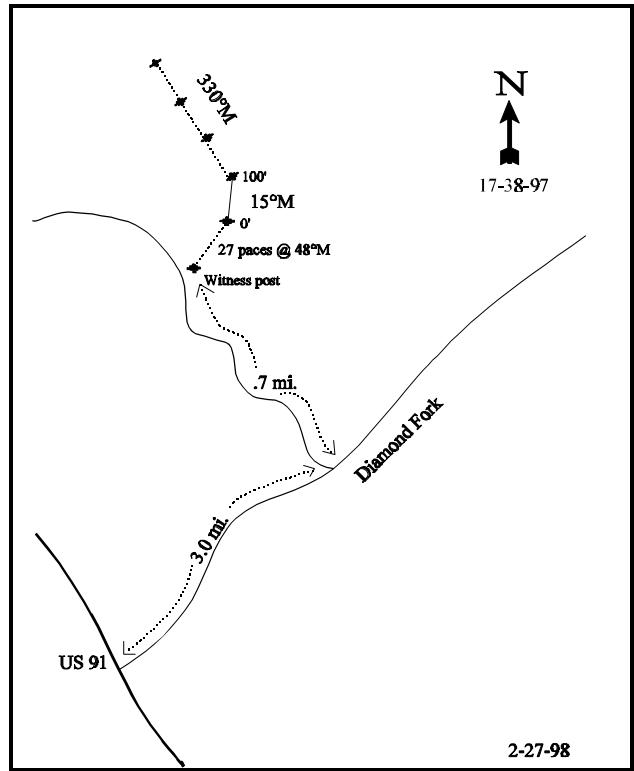 330°M
N
17-38-97
100'
15°M
0'
27 paces @ 48°M
Witness post
.7 mi.
Diamond Fork
3.0 mi.
US 91
2-27-98